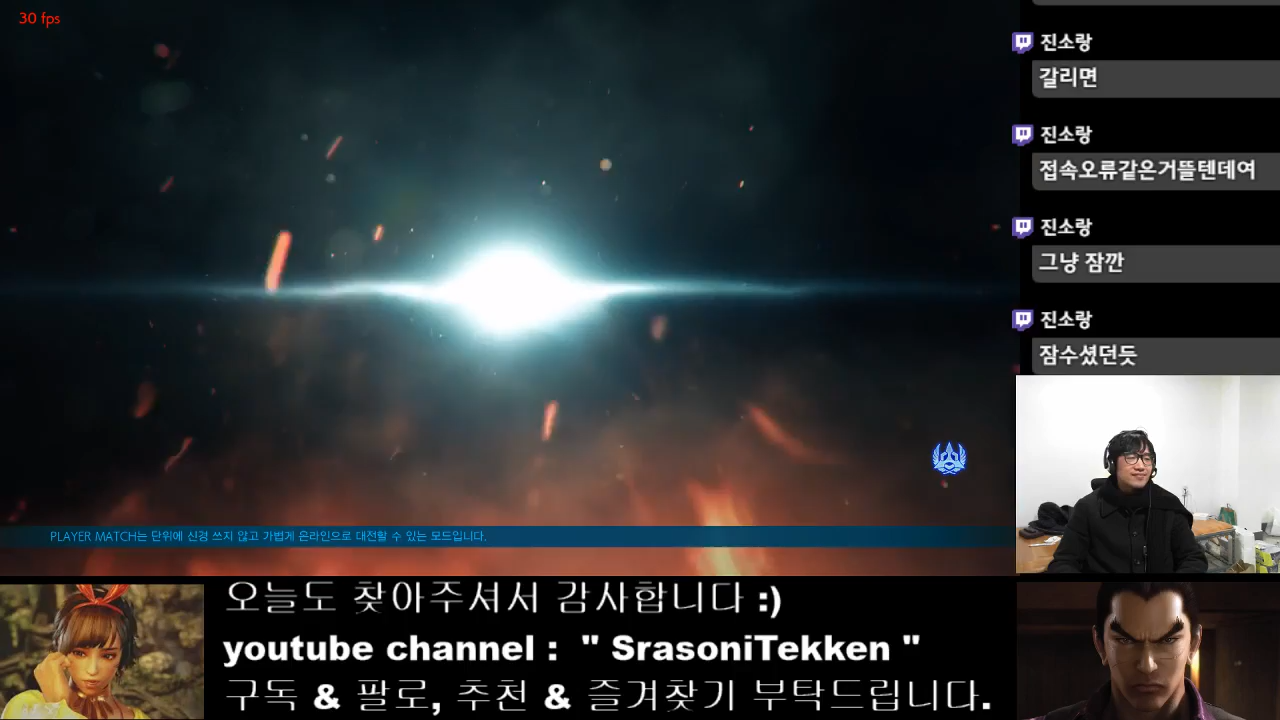 30 fps
진소랑
갈리면
진소랑
접속오류같은거뜰텐데여
진소랑
그냥 잠깐
진소랑
잠수셨던듯
PLAYER MATCH는 단위에 신경 쓰지 않고 가볍게 온라인으로 대전할 수 있는 모드입니다.
오늘도 찾아주셔서 감사합니다 :)
youtube channel : " SrasoniTekken "
구독 & 팔로, 추천 & 즐겨찾기 부탁드립니다.